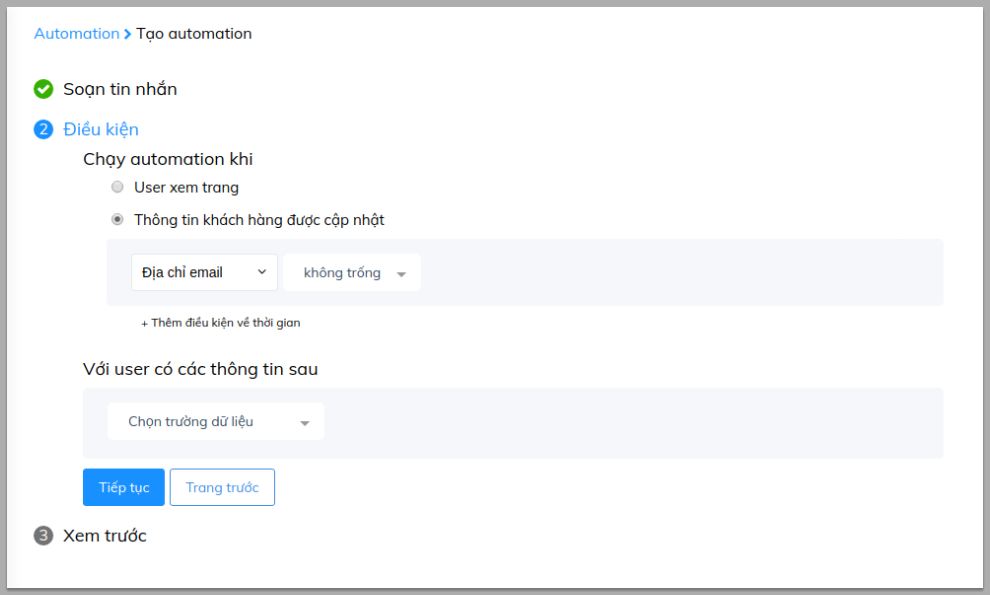 Automation > Tạo automation
Soạn tin nhắn
2 Điều kiện
Chạy automation khi
User xem trang
Thông tin khách hàng được cập nhật
Địa chỉ email không trống
+ Thêm điều kiện về thời gian
Với user có các thông tin sau
Chọn trường dữ liệu
Tiếp tục Trang trước
3 Xem trước